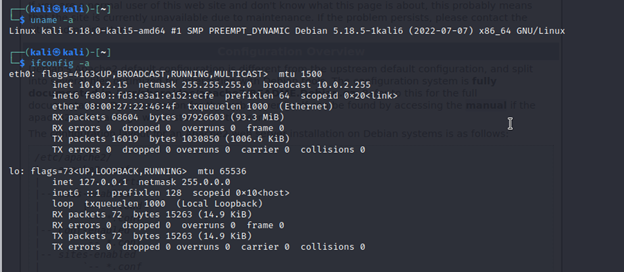 ┌──(kali㉿kali)-[~]
└─$ uname -a
Linux kali 5.18.0-kali5-amd64 #1 SMP PREEMPT_DYNAMIC Debian 5.18.5-1kali6 (2022-07-07) x86_64 GNU/Linux
┌──(kali㉿kali)-[~]
└─$ ifconfig -a
eth0: flags=4163<UP,BROADCAST,RUNNING,MULTICAST> mtu 1500
inet 10.0.2.15 netmask 255.255.255.0 broadcast 10.0.2.255
inet6 fe80::fd3:e3a1:e152:ecfe prefixlen 64 scopeid 0×20<link>
ether 08:00:27:22:46:4f txqueuelen 1000 (Ethernet)
RX packets 68604 bytes 97926603 (93.3 MiB)
RX errors 0 dropped 0 overruns 0 frame 0
TX packets 16019 bytes 1030850 (1006.6 KiB)
TX errors 0 dropped 0 overruns 0 carrier 0 collisions 0
lo: flags=73<UP,LOOPBACK,RUNNING> mtu 65536
inet 127.0.0.1 netmask 255.0.0.0
inet6 ::1 prefixlen 128 scopeid 0×10<host>
loop txqueuelen 1000 (Local Loopback)
RX packets 72 bytes 15263 (14.9 KiB)
RX errors 0 dropped 0 overruns 0 frame 0
TX packets 72 bytes 15263 (14.9 KiB)
TX errors 0 dropped 0 overruns 0 carrier 0 collisions 0